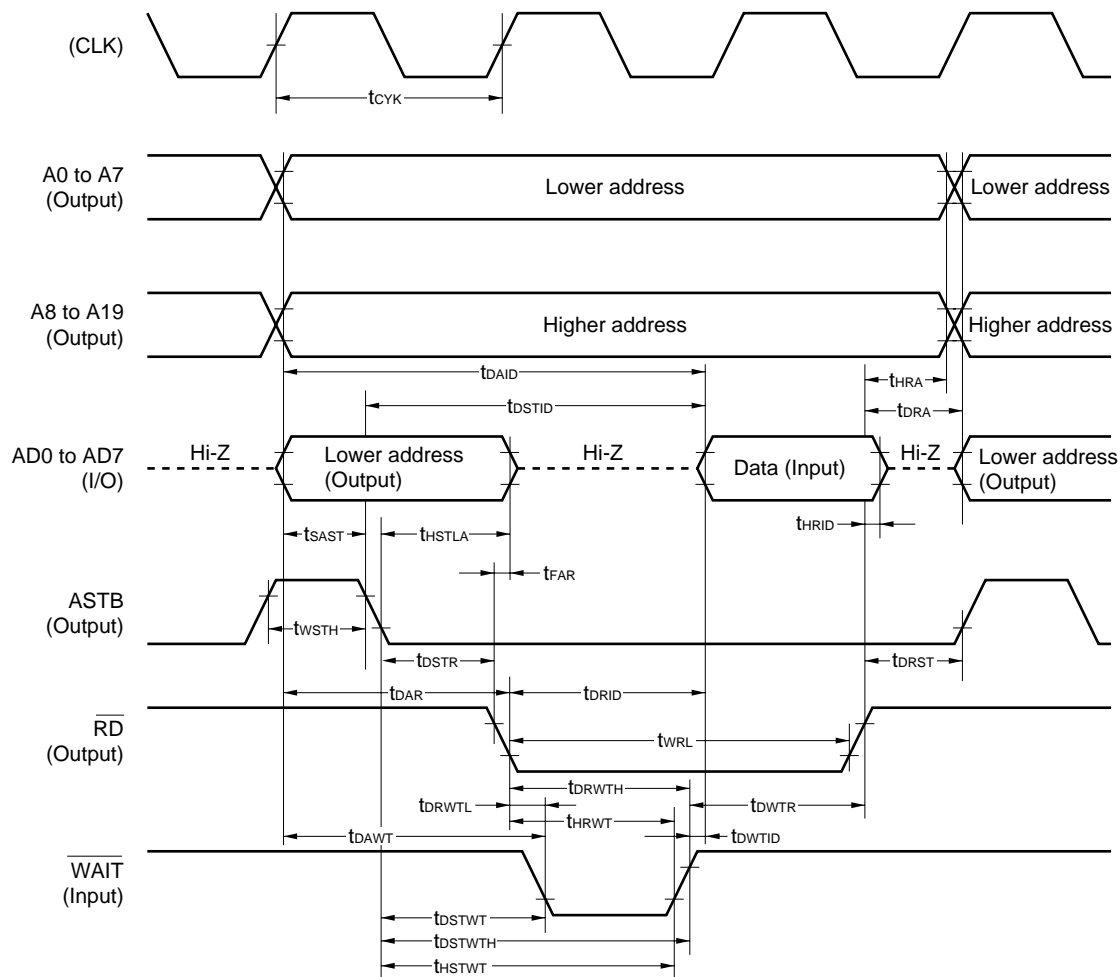 (CLK)
tCYK
A0 to A7
(Output)
Lower address
Lower address
A8 to A19
(Output)
Higher address
Higher address
tDAID
tHRA
tDSTID
tDRA
AD0 to AD7
(I/O)
Hi-Z
Lower address
(Output)
Hi-Z
Data (Input)
Hi-Z
Lower address
(Output)
tSAST
tHSTLA
tHRID
tFAR
ASTB
(Output)
tWSTH
tDSTR
tDRST
tDAR
tDRID
RD
(Output)
tWRL
tDRWTH
tDRWTL
tDWTR
tHRWT
tDAWT
tDWTID
WAIT
(Input)
tDSTWT
tDSTWTH
tHSTWT